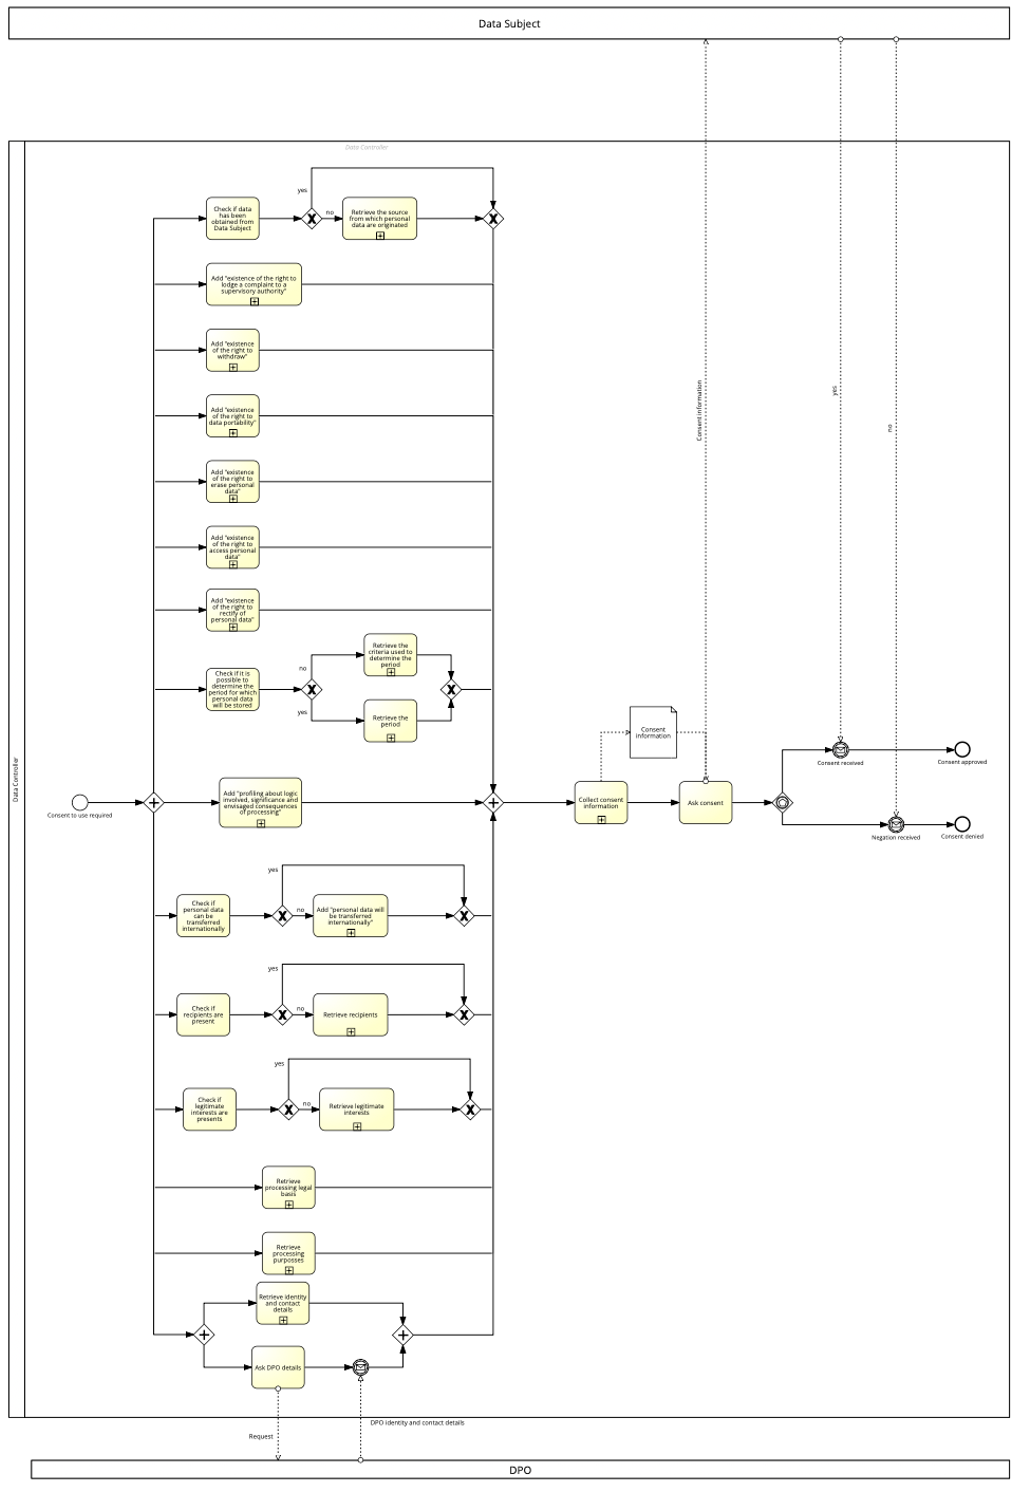 Data Subject
Data Controller
Data Controller
yes
no
Check if data
has been
obtained from
Data Subject
no
Retrieve the source
from which personal
data are originated
yes
Add "existence of the right to
lodge a complaint to a
supervisory authority"
Add "existence
of the right to
withdraw"
Add "existence
of the right to
data portability"
Add "existence
of the right to
erase personal
data"
Add "existence
of the right to
access personal
data"
Add "existence
of the right to
rectify of
personal data"
Check if it is
possible to
determine the
period for which
personal data
will be stored
no
yes
Retrieve the
criteria used to
determine the
period
Retrieve the
period
Consent to use required
Add "profiling about logic
involved, significance and
envisaged consequences
of processing"
Collect consent
information
Consent
information
Consent information
Ask consent
yes
no
Consent received
Consent approved
Negation received
Consent denied
Check if
personal data
can be
transferred
internationally
yes
no
Add "personal data will
be transferred
internationally"
Check if
recipients are
present
yes
no
Retrieve recipients
Check if
legitimate
interests are
presents
yes
no
Retrieve legitimate
interests
Retrieve
processing legal
basis
Retrieve
processing
purposses
Retrieve identity
and contact
details
Ask DPO details
Request
DPO identity and contact details
DPO